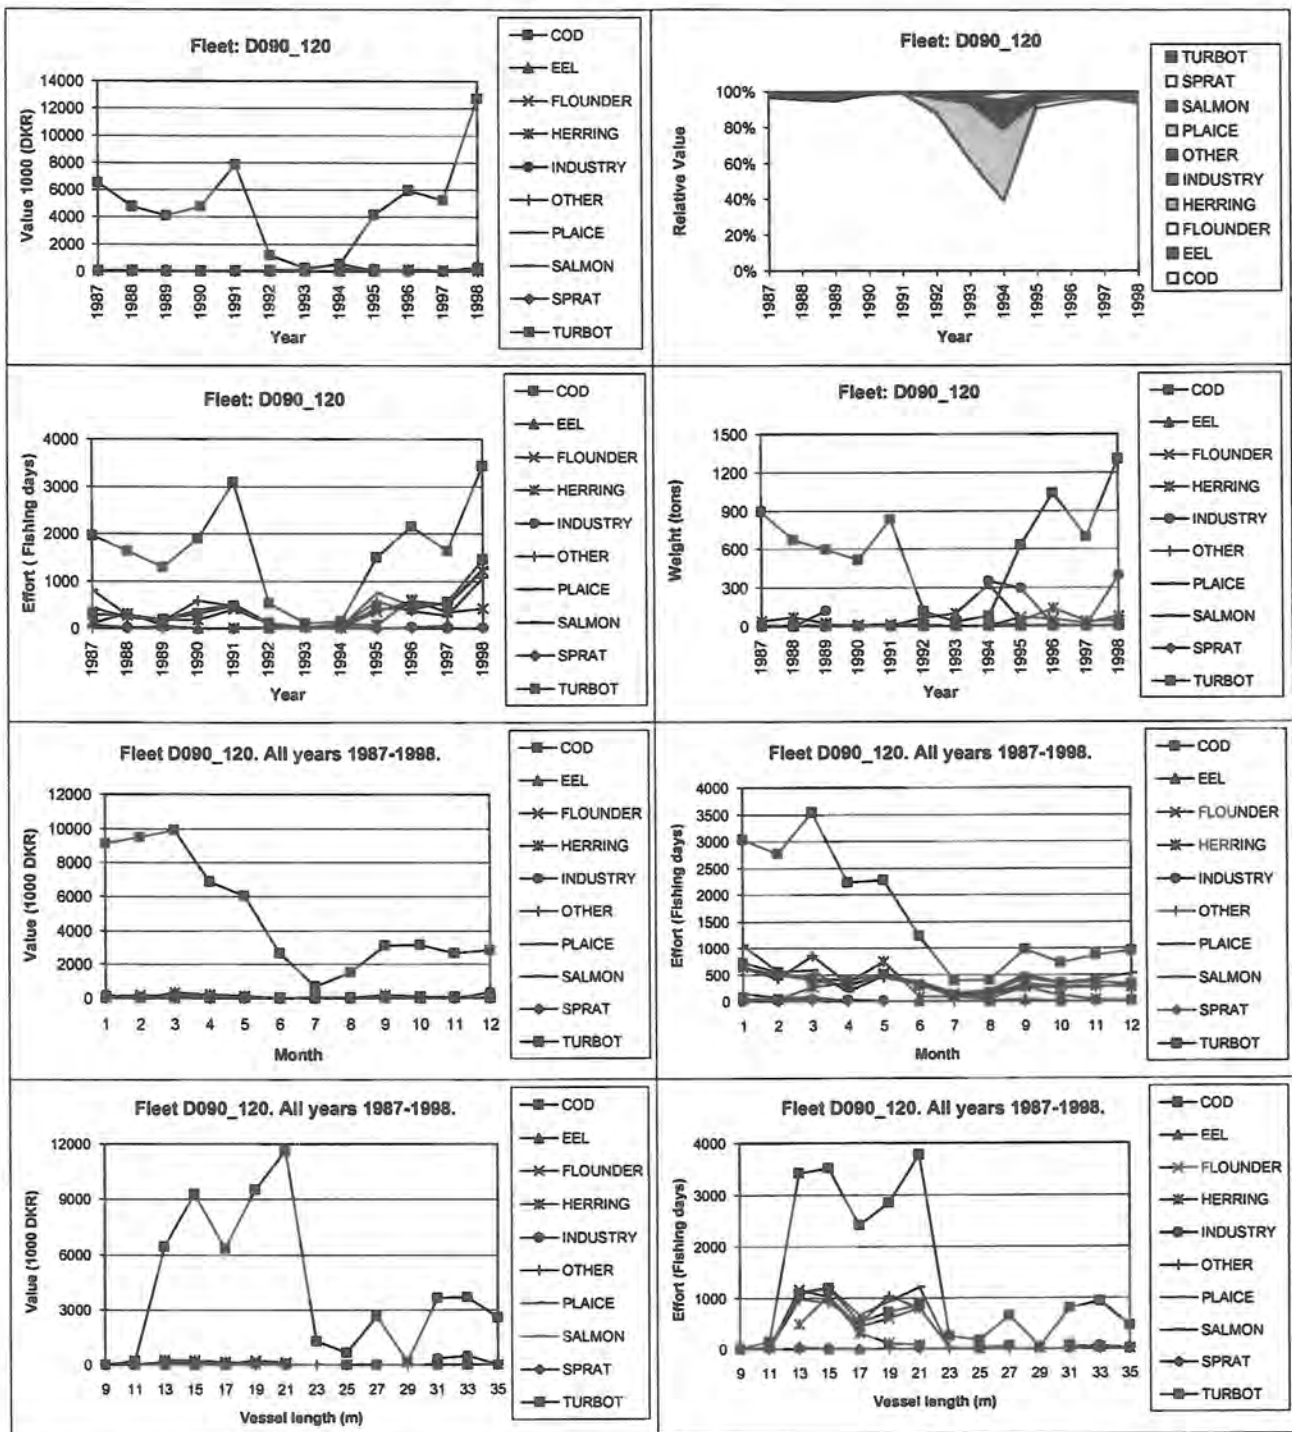 Fleet: D090_120
Value 1000 (DKR)
14000
12000
10000
8000
6000
4000
2000
0
1987
1988
1989
1990
1991
1992
1993
1994
1995
1996
1997
1998
Year
COD
EEL
FLOUNDER
HERRING
INDUSTRY
OTHER
PLAICE
SALMON
SPRAT
TURBOT
Fleet: D090_120
Relative Value
100%
80%
60%
40%
20%
0%
1987
1988
1989
1990
1991
1992
1993
1994
1995
1996
1997
1998
Year
TURBOT
SPRAT
SALMON
PLAICE
OTHER
INDUSTRY
HERRING
FLOUNDER
EEL
COD
Fleet: D090_120
Effort ( Fishing days)
4000
3000
2000
1000
0
1987
1988
1989
1990
1991
1992
1993
1994
1995
1996
1997
1998
Year
COD
EEL
FLOUNDER
HERRING
INDUSTRY
OTHER
PLAICE
SALMON
SPRAT
TURBOT
Fleet: D090_120
Weight (tons)
1500
1200
900
600
300
0
1987
1988
1989
1990
1991
1992
1993
1994
1995
1996
1997
1998
Year
COD
EEL
FLOUNDER
HERRING
INDUSTRY
OTHER
PLAICE
SALMON
SPRAT
TURBOT
Fleet D090_120. All years 1987-1998.
Value (1000 DKR)
12000
10000
8000
6000
4000
2000
0
1 2 3 4 5 6 7 8 9 10 11 12
Month
COD
EEL
FLOUNDER
HERRING
INDUSTRY
OTHER
PLAICE
SALMON
SPRAT
TURBOT
Fleet D090_120. All years 1987-1998.
Effort (Fishing days)
4000
3500
3000
2500
2000
1500
1000
500
0
1 2 3 4 5 6 7 8 9 10 11 12
Month
COD
EEL
FLOUNDER
HERRING
INDUSTRY
OTHER
PLAICE
SALMON
SPRAT
TURBOT
Fleet D090_120. All years 1987-1998.
Value (1000 DKR)
12000
9000
6000
3000
0
9 11 13 15 17 19 21 23 25 27 29 31 33 35
Vessel length (m)
COD
EEL
FLOUNDER
HERRING
INDUSTRY
OTHER
PLAICE
SALMON
SPRAT
TURBOT
Fleet D090_120. All years 1987-1998.
Effort (Fishing days)
4000
3000
2000
1000
0
9 11 13 15 17 19 21 23 25 27 29 31 33 35
Vessel length (m)
COD
EEL
FLOUNDER
HERRING
INDUSTRY
OTHER
PLAICE
SALMON
SPRAT
TURBOT